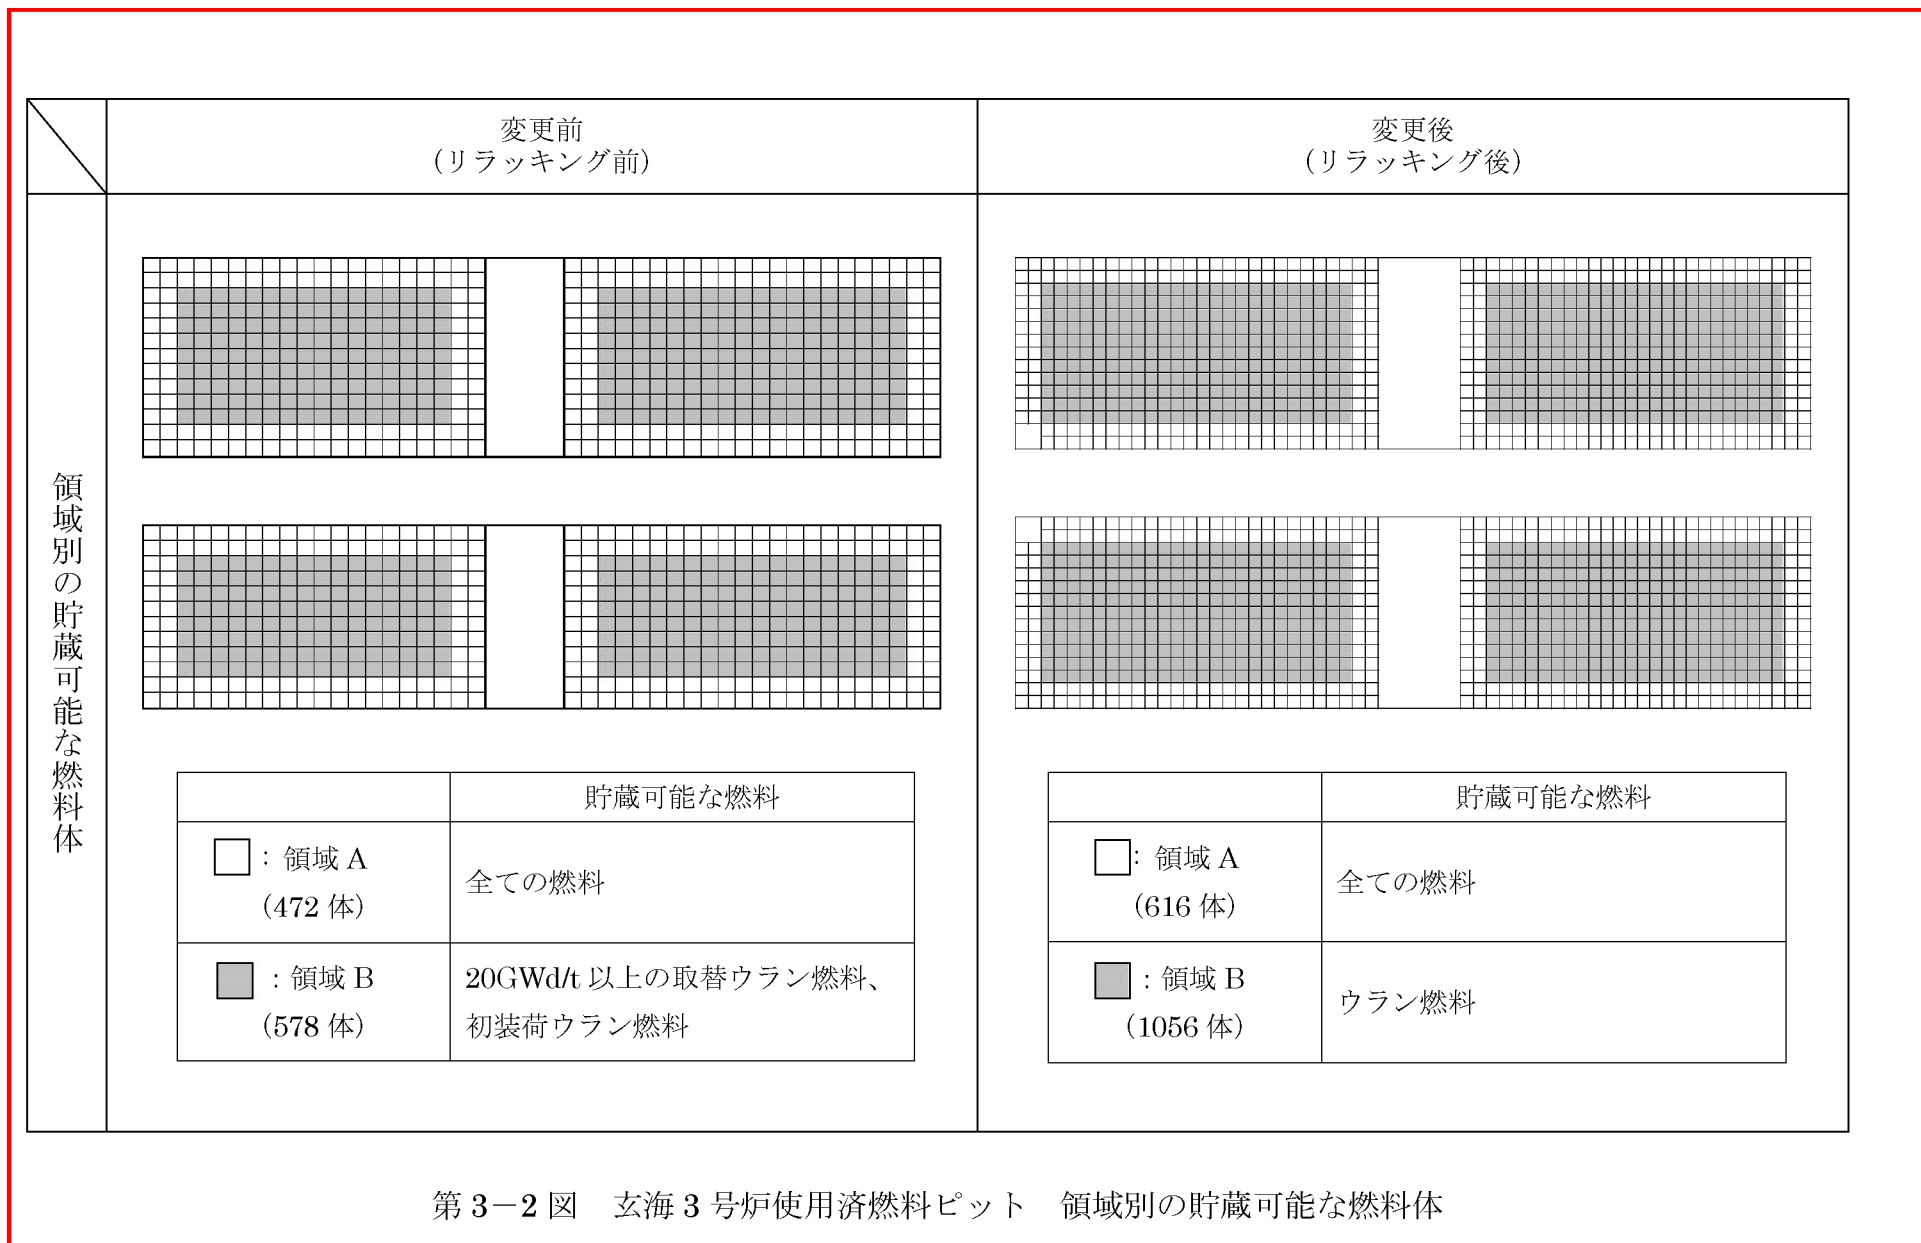 変更前
(リラッキング前)
変更後
(リラッキング後)
領域別の貯蔵可能な燃料体
貯蔵可能な燃料
：領域 A
(472 体)
全ての燃料
：領域 B
(578 体)
20GWd/t 以上の取替ウラン燃料、
初装荷ウラン燃料
貯蔵可能な燃料
：領域 A
(616 体)
全ての燃料
：領域 B
(1056 体)
ウラン燃料
第 3－2 図　玄海 3 号炉使用済燃料ピット　領域別の貯蔵可能な燃料体